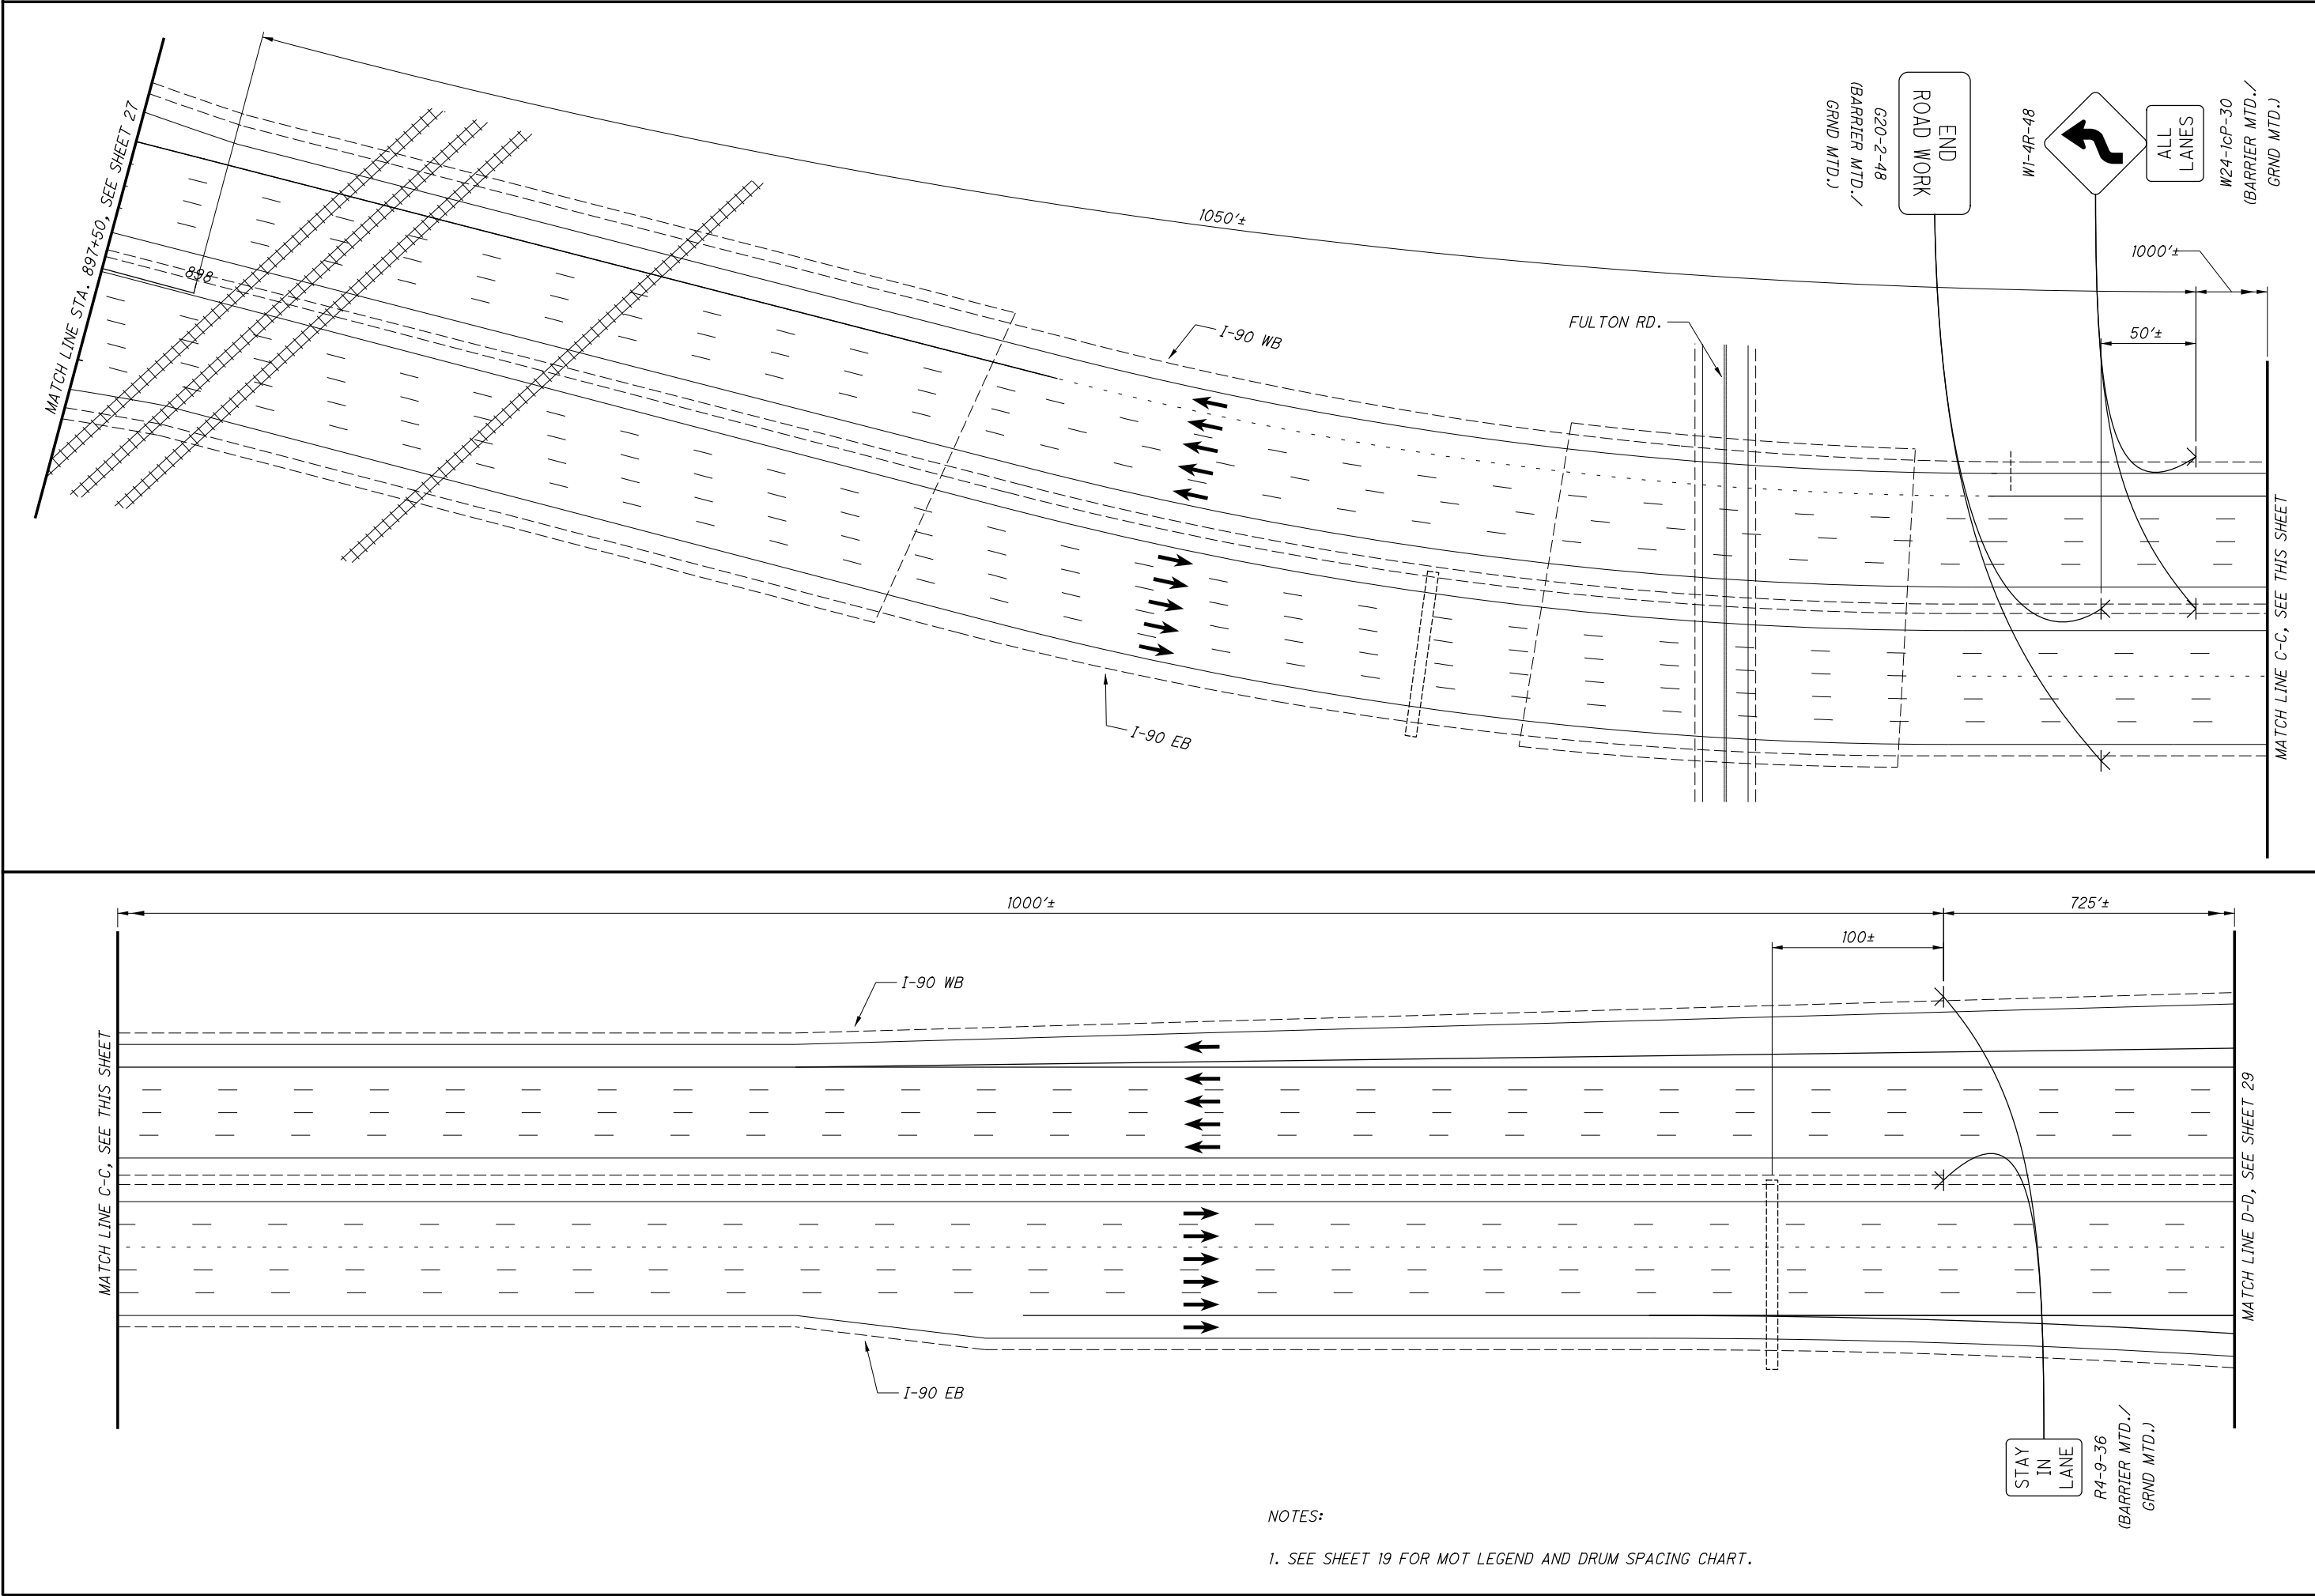 MATCH LINE STA. 897+50, SEE SHEET 27
898
1050'±
I-90 WB
FULTON RD.
I-90 EB
END
ROAD WORK
G20-2-48
(BARRIER MTD./
GRND MTD.)
W1-4R-48
ALL
LANES
W24-1cP-30
(BARRIER MTD./
GRND MTD.)
1000'±
50'±
MATCH LINE C-C, SEE THIS SHEET
1000'±
725'±
100±
I-90 WB
MATCH LINE C-C, SEE THIS SHEET
I-90 EB
MATCH LINE D-D, SEE SHEET 29
STAY
IN
LANE
R4-9-36
(BARRIER MTD./
GRND MTD.)
NOTES:
1. SEE SHEET 19 FOR MOT LEGEND AND DRUM SPACING CHART.